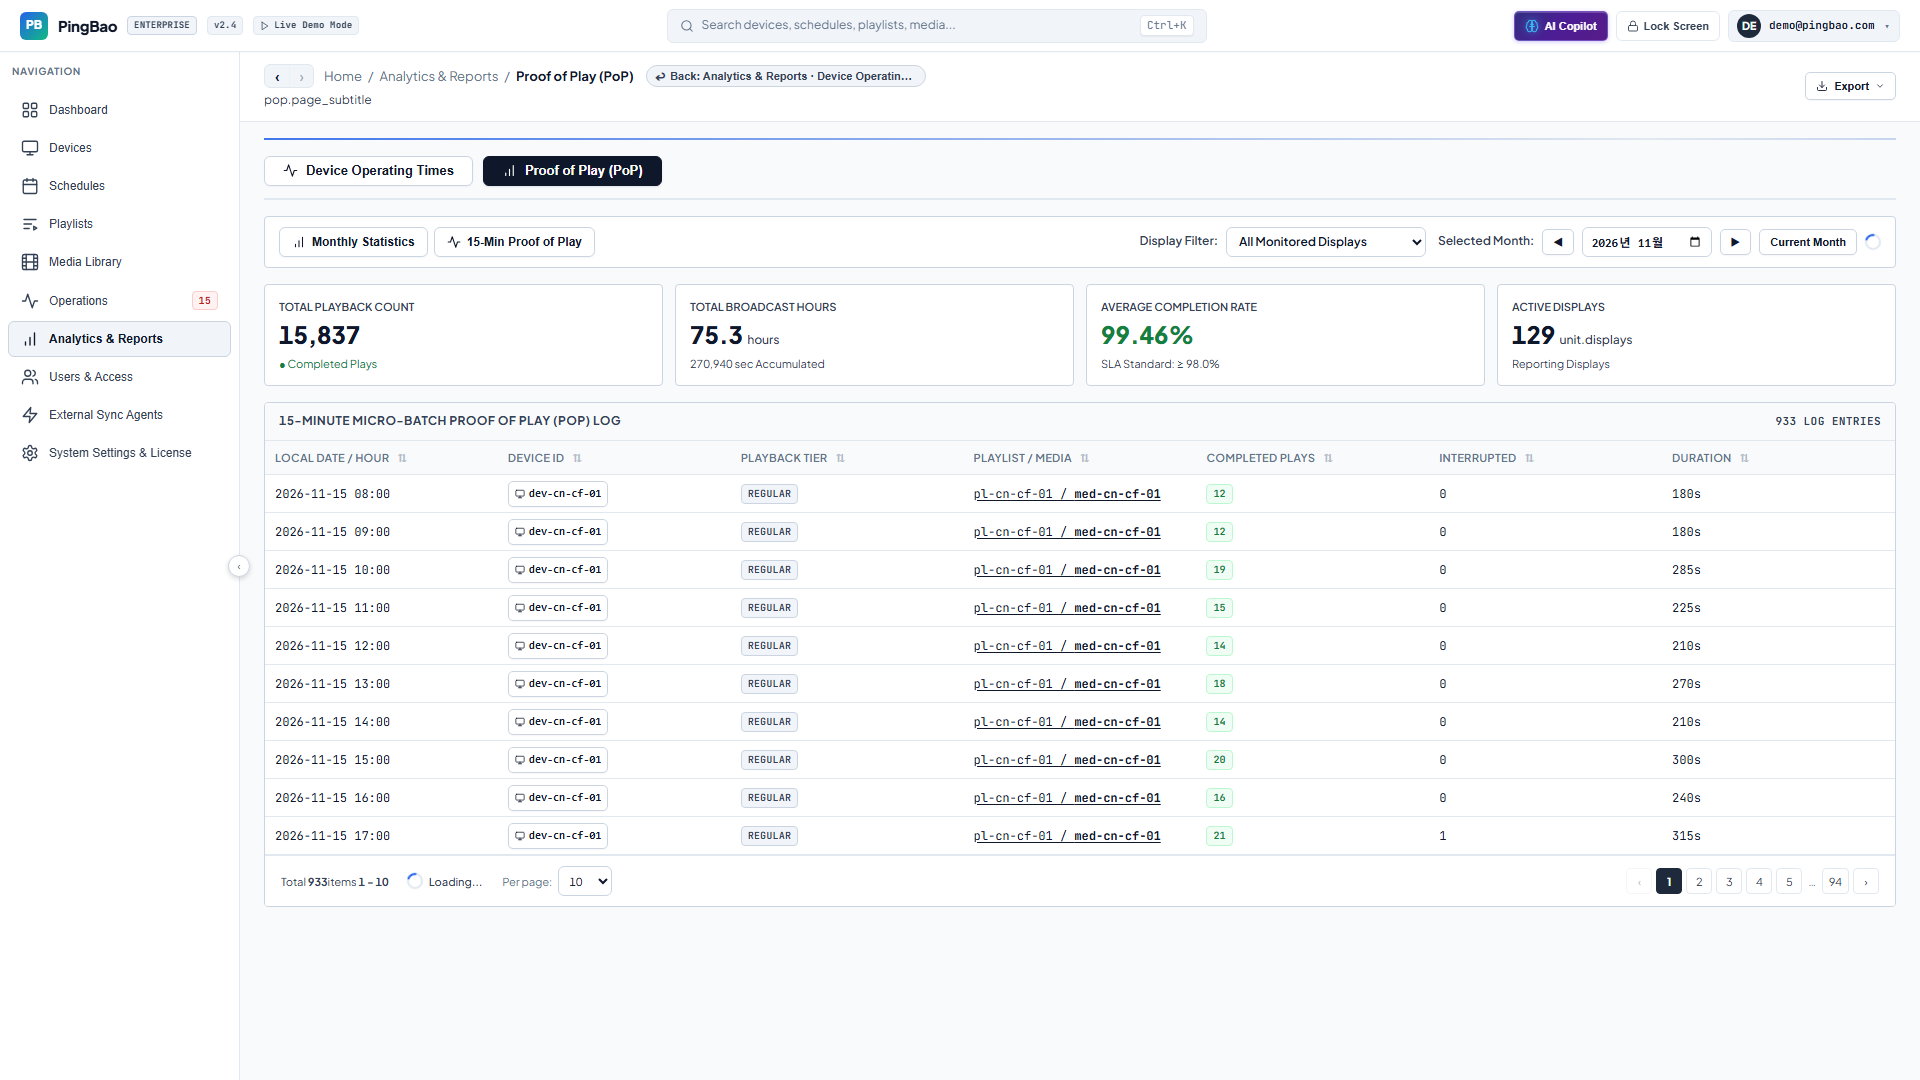 PB PingBao ENTERPRISE v2.4 Live Demo Mode Search devices, schedules, playlists, media... Ctrl+K AI Copilot Lock Screen DE demo@pingbao.com
NAVIGATION
Dashboard
Devices
Schedules
Playlists
Media Library
Operations 15
Analytics & Reports
Users & Access
External Sync Agents
System Settings & License
Home / Analytics & Reports / Proof of Play (PoP) Back: Analytics & Reports · Device Operatin...
pop.page_subtitle
Export
Device Operating Times Proof of Play (PoP)
Monthly Statistics 15-Min Proof of Play Display Filter: All Monitored Displays Selected Month: ◀ 2026년 11월 ▶ Current Month
TOTAL PLAYBACK COUNT
15,837
● Completed Plays
TOTAL BROADCAST HOURS
75.3 hours
270,940 sec Accumulated
AVERAGE COMPLETION RATE
99.46%
SLA Standard: ≥ 98.0%
ACTIVE DISPLAYS
129 unit.displays
Reporting Displays
15-MINUTE MICRO-BATCH PROOF OF PLAY (POP) LOG 933 LOG ENTRIES
LOCAL DATE / HOUR DEVICE ID PLAYBACK TIER PLAYLIST / MEDIA COMPLETED PLAYS INTERRUPTED DURATION
2026-11-15 08:00 dev-cn-cf-01 REGULAR pl-cn-cf-01 / med-cn-cf-01 12 0 180s
2026-11-15 09:00 dev-cn-cf-01 REGULAR pl-cn-cf-01 / med-cn-cf-01 12 0 180s
2026-11-15 10:00 dev-cn-cf-01 REGULAR pl-cn-cf-01 / med-cn-cf-01 19 0 285s
2026-11-15 11:00 dev-cn-cf-01 REGULAR pl-cn-cf-01 / med-cn-cf-01 15 0 225s
2026-11-15 12:00 dev-cn-cf-01 REGULAR pl-cn-cf-01 / med-cn-cf-01 14 0 210s
2026-11-15 13:00 dev-cn-cf-01 REGULAR pl-cn-cf-01 / med-cn-cf-01 18 0 270s
2026-11-15 14:00 dev-cn-cf-01 REGULAR pl-cn-cf-01 / med-cn-cf-01 14 0 210s
2026-11-15 15:00 dev-cn-cf-01 REGULAR pl-cn-cf-01 / med-cn-cf-01 20 0 300s
2026-11-15 16:00 dev-cn-cf-01 REGULAR pl-cn-cf-01 / med-cn-cf-01 16 0 240s
2026-11-15 17:00 dev-cn-cf-01 REGULAR pl-cn-cf-01 / med-cn-cf-01 21 1 315s
Total 933items 1 – 10 Loading... Per page: 10 ‹ 1 2 3 4 5 … 94 ›